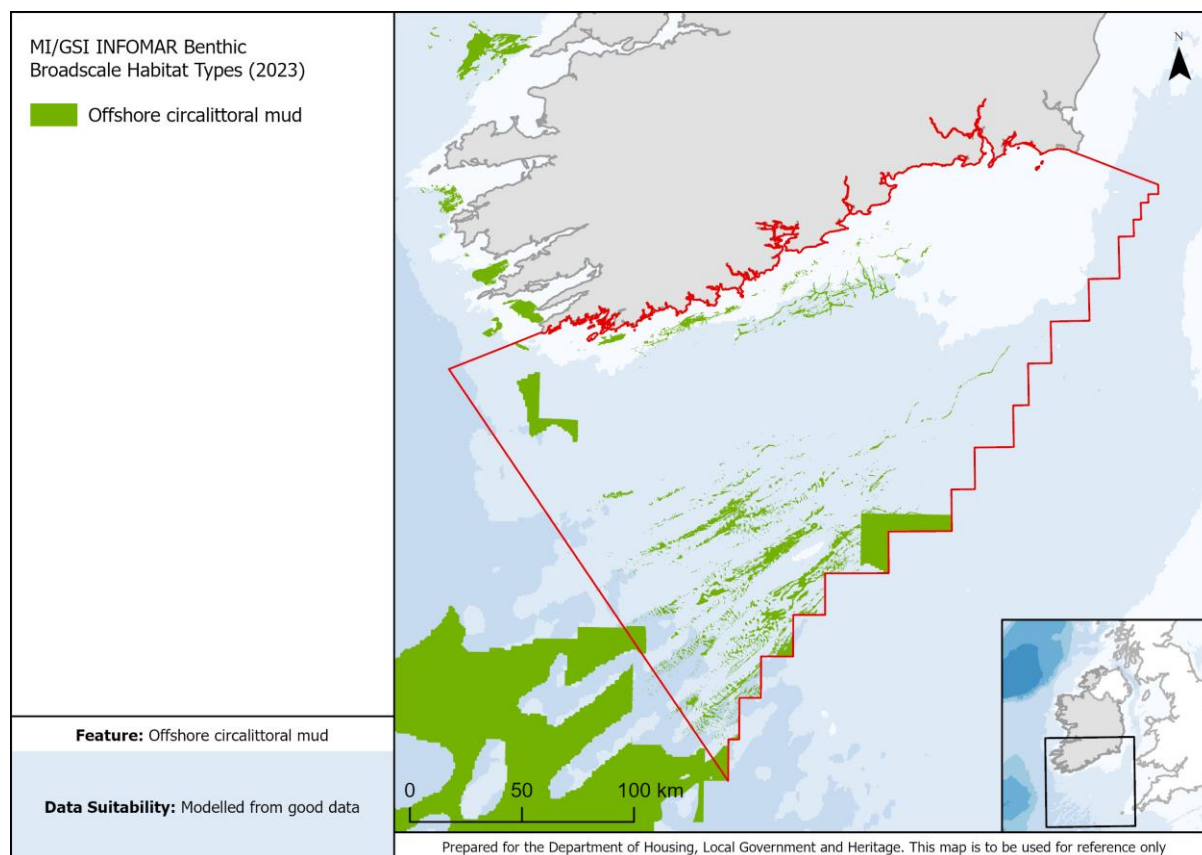 MI/GSI INFOMAR Benthic
Broadscale Habitat Types (2023)
Offshore circalittoral mud
Feature: Offshore circalittoral mud
Data Suitability: Modelled from good data
N
0 50 100 km
Prepared for the Department of Housing, Local Government and Heritage. This map is to be used for reference only